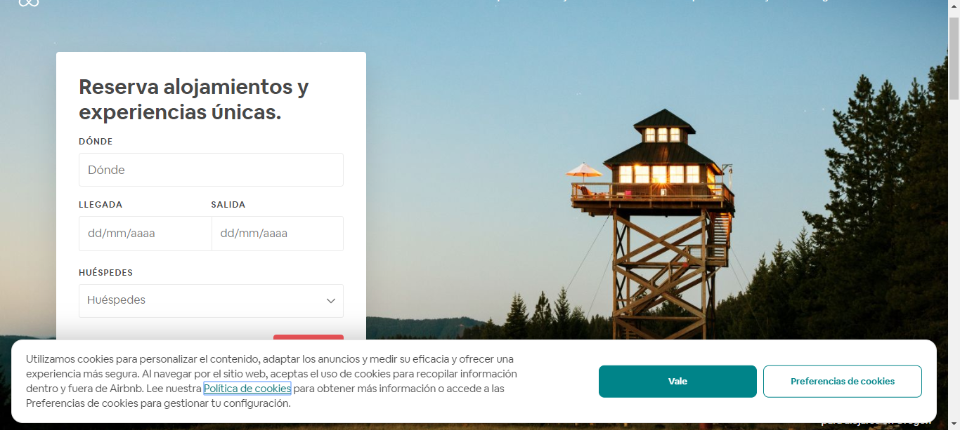 Reserva alojamientos y
experiencias únicas.
DÓNDE
Dónde
LLEGADA SALIDA
dd/mm/aaaa dd/mm/aaaa
HUÉSPEDES
Huéspedes
Utilizamos cookies para personalizar el contenido, adaptar los anuncios y medir su eficacia y ofrecer una
experiencia más segura. Al navegar por el sitio web, aceptas el uso de cookies para recopilar información
dentro y fuera de Airbnb. Lee nuestra Política de cookies para obtener más información o accede a las
Preferencias de cookies para gestionar tu configuración.
Vale
Preferencias de cookies